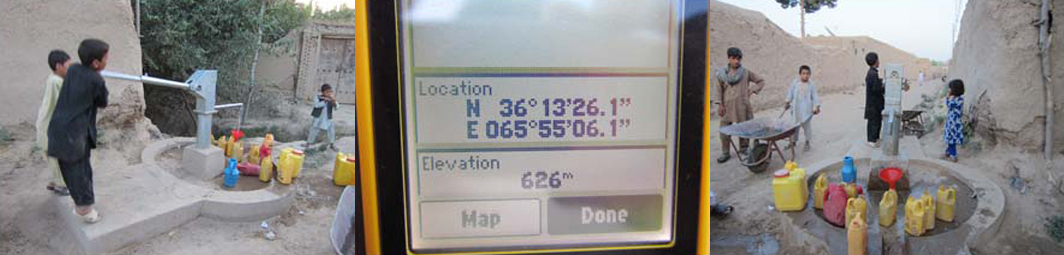 Location
N 36°13'26.1"
E 065°55'06.1"
Elevation
626m
Map
Done